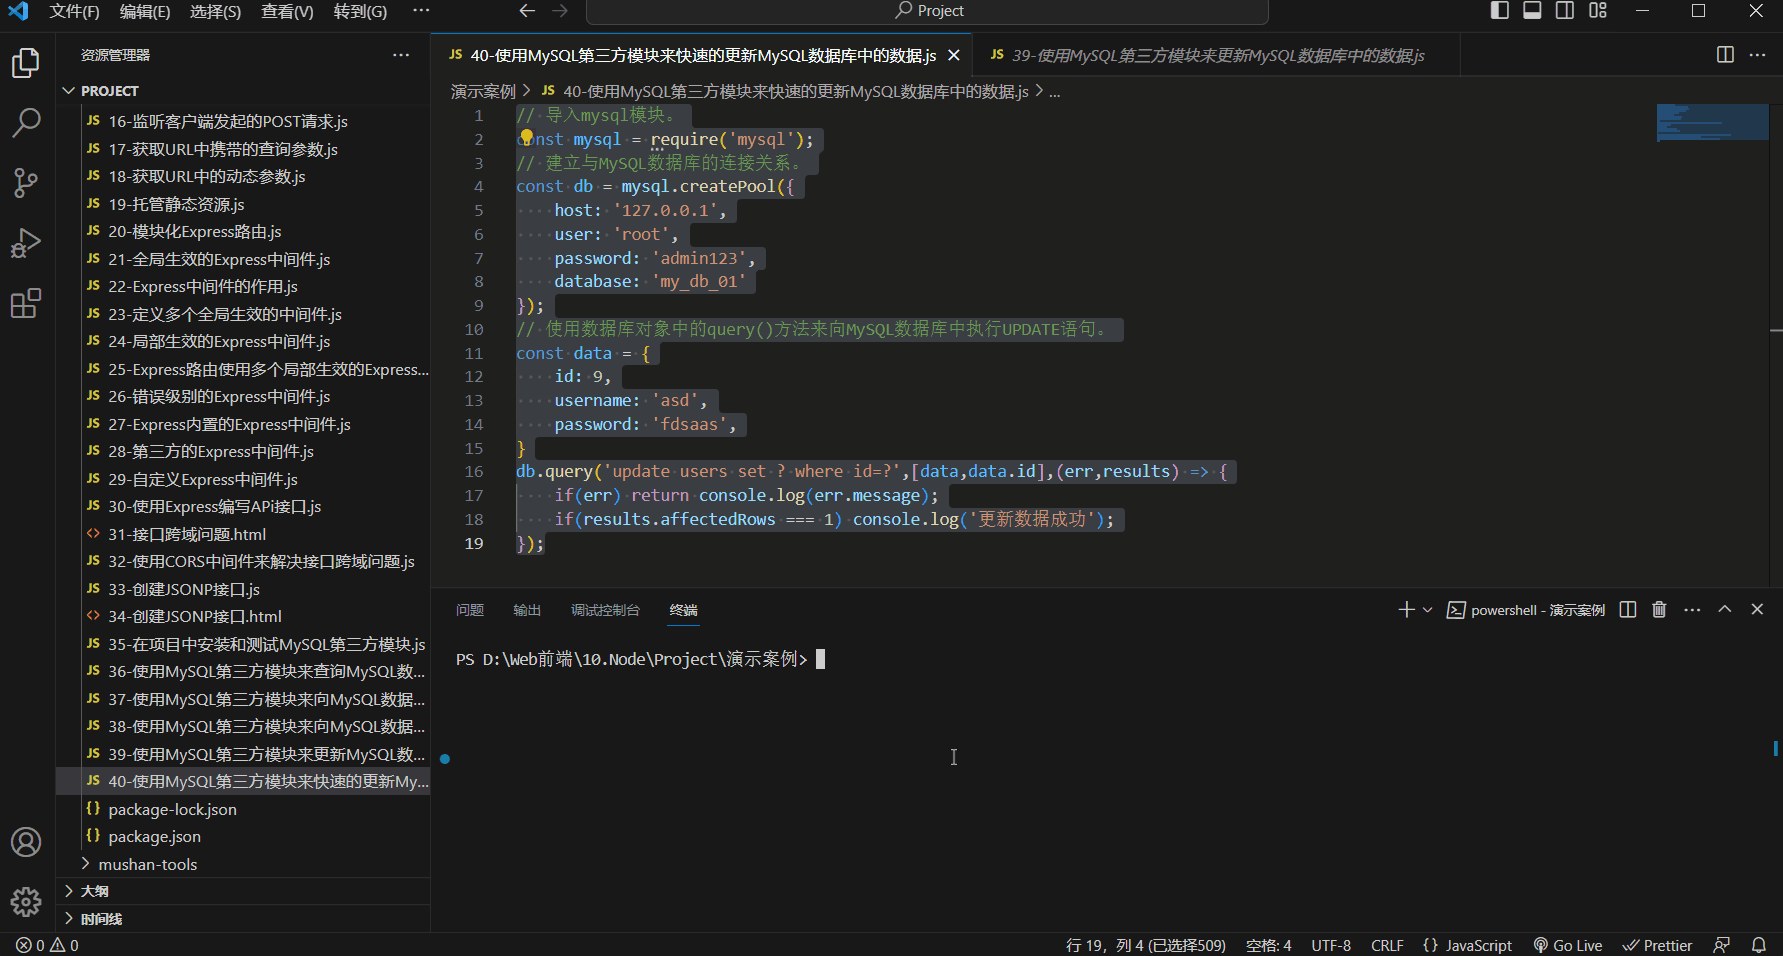 文件(F) 编辑(E) 选择(S) 查看(V) 转到(G) ··· Project
资源管理器
PROJECT
JS 16-监听客户端发起的POST请求.js
JS 17-获取URL中携带的查询参数.js
JS 18-获取URL中的动态参数.js
JS 19-托管静态资源.js
JS 20-模块化Express路由.js
JS 21-全局生效的Express中间件.js
JS 22-Express中间件的作用.js
JS 23-定义多个全局生效的中间件.js
JS 24-局部生效的Express中间件.js
JS 25-Express路由使用多个局部生效的Express...
JS 26-错误级别的Express中间件.js
JS 27-Express内置的Express中间件.js
JS 28-第三方的Express中间件.js
JS 29-自定义Express中间件.js
JS 30-使用Express编写APi接口.js
<> 31-接口跨域问题.html
JS 32-使用CORS中间件来解决接口跨域问题.js
JS 33-创建JSONP接口.js
<> 34-创建JSONP接口.html
JS 35-在项目中安装和测试MySQL第三方模块.js
JS 36-使用MySQL第三方模块来查询MySQL数...
JS 37-使用MySQL第三方模块来向MySQL数据...
JS 38-使用MySQL第三方模块来向MySQL数据...
JS 39-使用MySQL第三方模块来更新MySQL数...
JS 40-使用MySQL第三方模块来快速的更新My...
{} package-lock.json
{} package.json
mushan-tools
大纲
时间线
JS 40-使用MySQL第三方模块来快速的更新MySQL数据库中的数据.js
JS 39-使用MySQL第三方模块来更新MySQL数据库中的数据.js
演示案例 > JS 40-使用MySQL第三方模块来快速的更新MySQL数据库中的数据.js > ...
1 // 导入mysql模块。
2 const mysql = require('mysql');
3 // 建立与MySQL数据库的连接关系。
4 const db = mysql.createPool({
5 host: '127.0.0.1',
6 user: 'root',
7 password: 'admin123',
8 database: 'my_db_01'
9 });
10 // 使用数据库对象中的query()方法来向MySQL数据库中执行UPDATE语句。
11 const data = {
12 id: 9,
13 username: 'asd',
14 password: 'fdsaas',
15 }
16 db.query('update users set ? where id=?',[data,data.id],(err,results) => {
17 if(err) return console.log(err.message);
18 if(results.affectedRows === 1) console.log('更新数据成功');
19 });
问题 输出 调试控制台 终端 powershell - 演示案例
PS D:\Web前端\10.Node\Project\演示案例>
0 0 行 19，列 4 (已选择509) 空格: 4 UTF-8 CRLF {} JavaScript Go Live Prettier